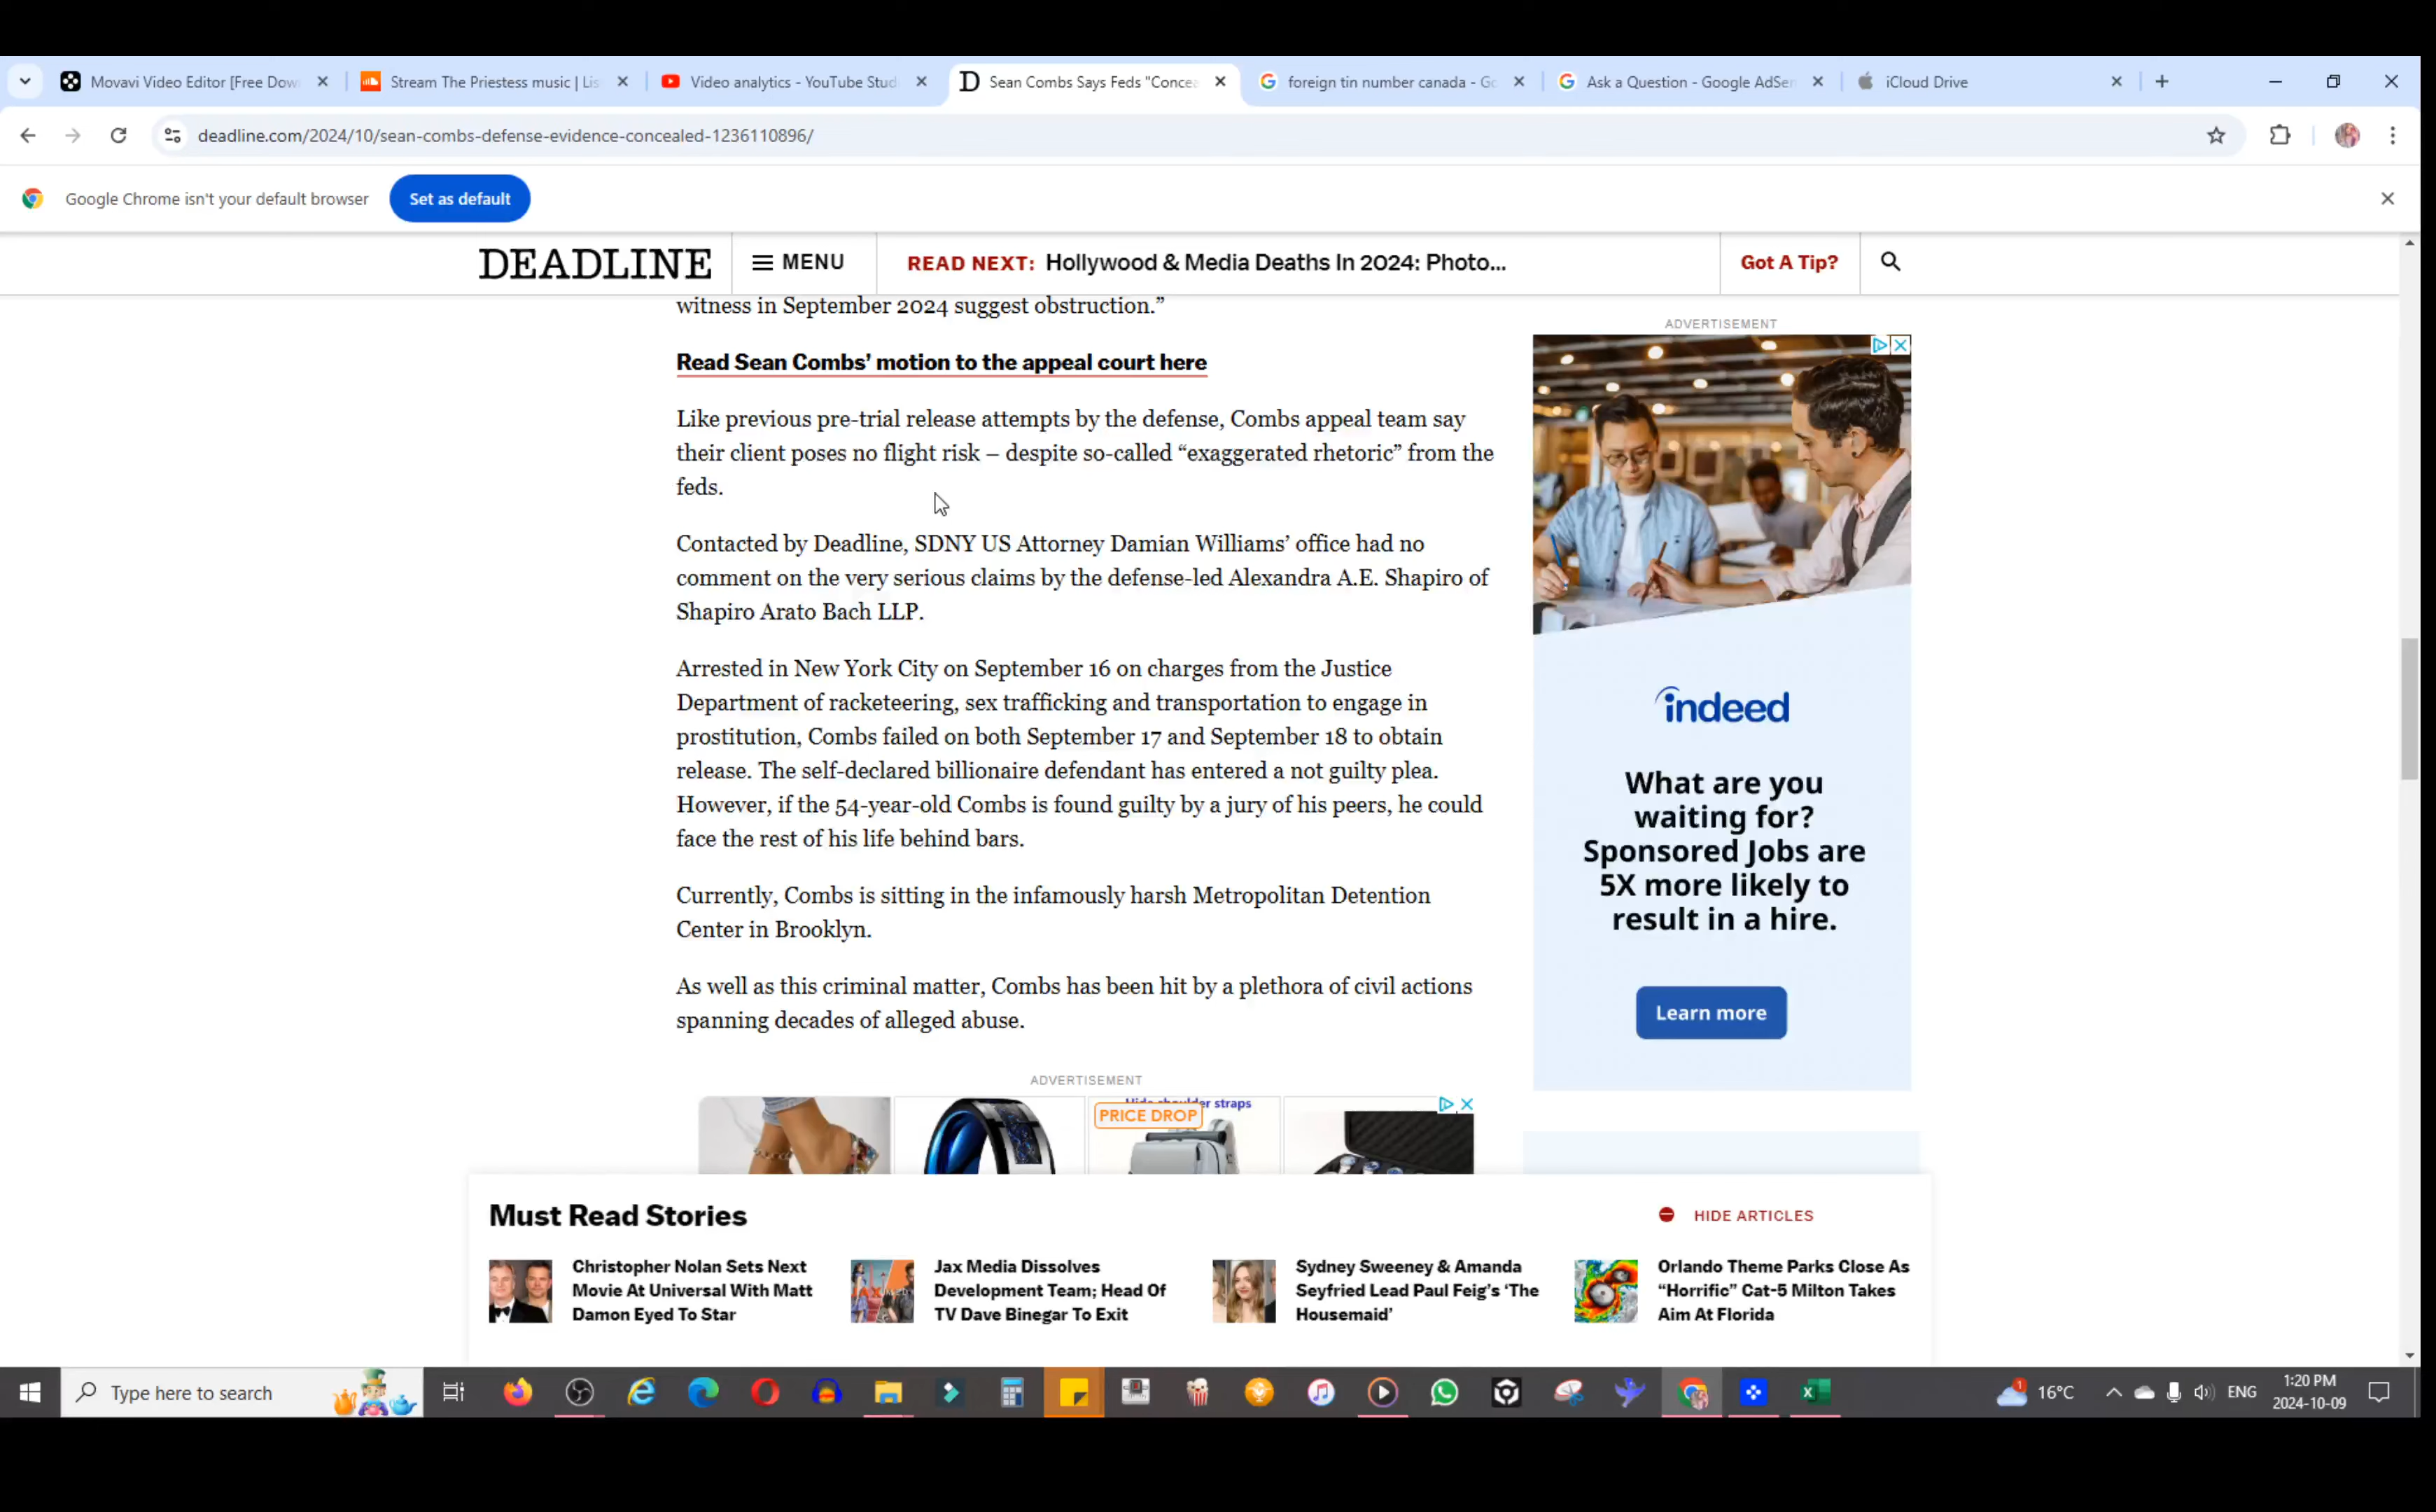 Movavi Video Editor [Free Dow
Stream The Priestess music | Lis
Video analytics - YouTube Studi
Sean Combs Says Feds "Concea
foreign tin number canada - Go
Ask a Question - Google AdSen
iCloud Drive
deadline.com/2024/10/sean-combs-defense-evidence-concealed-1236110896/
Google Chrome isn't your default browser
Set as default
DEADLINE
MENU
READ NEXT: Hollywood & Media Deaths In 2024: Photo...
Got A Tip?
witness in September 2024 suggest obstruction.”
Read Sean Combs’ motion to the appeal court here
Like previous pre-trial release attempts by the defense, Combs appeal team say
their client poses no flight risk – despite so-called “exaggerated rhetoric” from the
feds.
Contacted by Deadline, SDNY US Attorney Damian Williams’ office had no
comment on the very serious claims by the defense-led Alexandra A.E. Shapiro of
Shapiro Arato Bach LLP.
Arrested in New York City on September 16 on charges from the Justice
Department of racketeering, sex trafficking and transportation to engage in
prostitution, Combs failed on both September 17 and September 18 to obtain
release. The self-declared billionaire defendant has entered a not guilty plea.
However, if the 54-year-old Combs is found guilty by a jury of his peers, he could
face the rest of his life behind bars.
Currently, Combs is sitting in the infamously harsh Metropolitan Detention
Center in Brooklyn.
As well as this criminal matter, Combs has been hit by a plethora of civil actions
spanning decades of alleged abuse.
ADVERTISEMENT
indeed
What are you
waiting for?
Sponsored Jobs are
5X more likely to
result in a hire.
Learn more
ADVERTISEMENT
Hide shoulder straps
PRICE DROP
Must Read Stories
HIDE ARTICLES
Christopher Nolan Sets Next
Movie At Universal With Matt
Damon Eyed To Star
Jax Media Dissolves
Development Team; Head Of
TV Dave Binegar To Exit
Sydney Sweeney & Amanda
Seyfried Lead Paul Feig’s ‘The
Housemaid’
Orlando Theme Parks Close As
“Horrific” Cat-5 Milton Takes
Aim At Florida
Type here to search
1
16°C
ENG
1:20 PM
2024-10-09